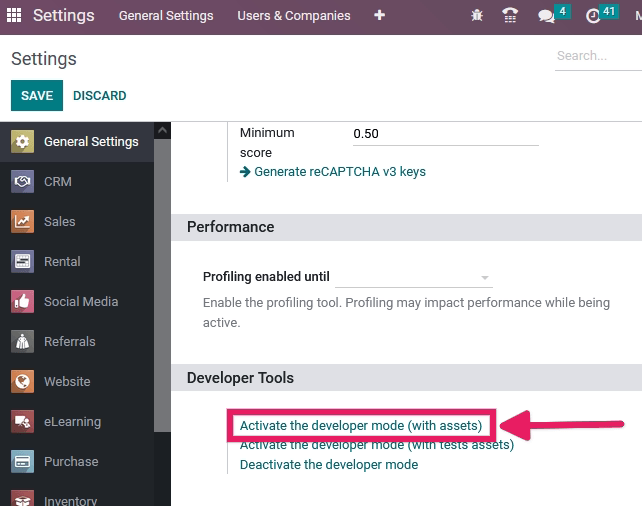 Settings General Settings Users & Companies 4 41 M
Settings
Search...
SAVE DISCARD
General Settings
CRM
Sales
Rental
Social Media
Referrals
Website
eLearning
Purchase
Inventory
Minimum
score
0.50
Generate reCAPTCHA v3 keys
Performance
Profiling enabled until
Enable the profiling tool. Profiling may impact performance while being
active.
Developer Tools
Activate the developer mode (with assets)
Activate the developer mode (with tests assets)
Deactivate the developer mode